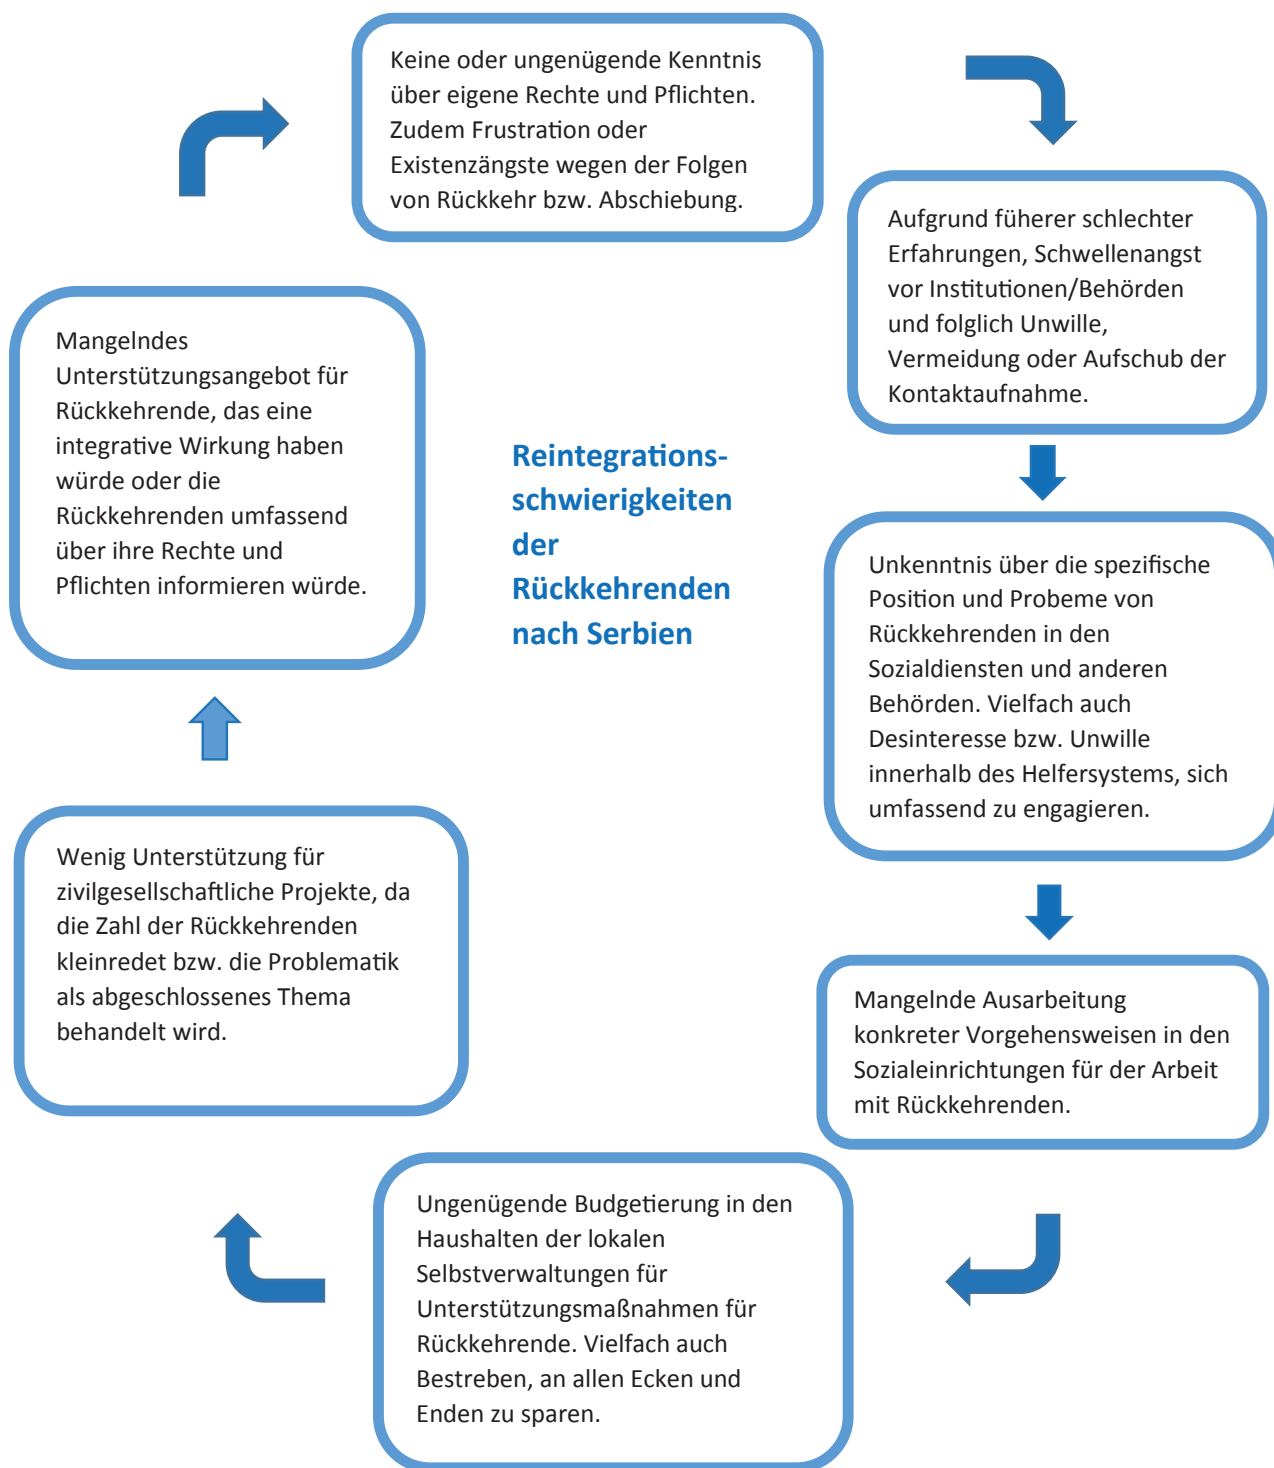 Keine oder ungenügende Kenntnis
über eigene Rechte und Pflichten.
Zudem Frustration oder
Existenzängste wegen der Folgen
von Rückkehr bzw. Abschiebung.
Aufgrund füherer schlechter
Erfahrungen, Schwellenangst
vor Institutionen/Behörden
und folglich Unwille,
Vermeidung oder Aufschub der
Kontaktaufnahme.
Unkenntnis über die spezifische
Position und Probeme von
Rückkehrenden in den
Sozialdiensten und anderen
Behörden. Vielfach auch
Desinteresse bzw. Unwille
innerhalb des Helfersystems, sich
umfassend zu engagieren.
Mangelnde Ausarbeitung
konkreter Vorgehensweisen in den
Sozialeinrichtungen für der Arbeit
mit Rückkehrenden.
Ungenügende Budgetierung in den
Haushalten der lokalen
Selbstverwaltungen für
Unterstützungsmaßnahmen für
Rückkehrende. Vielfach auch
Bestreben, an allen Ecken und
Enden zu sparen.
Wenig Unterstützung für
zivilgesellschaftliche Projekte, da
die Zahl der Rückkehrenden
kleinredet bzw. die Problematik
als abgeschlossenes Thema
behandelt wird.
Mangelndes
Unterstützungsangebot für
Rückkehrende, das eine
integrative Wirkung haben
würde oder die
Rückkehrenden umfassend
über ihre Rechte und
Pflichten informieren würde.
Reintegrations-
schwierigkeiten
der
Rückkehrenden
nach Serbien